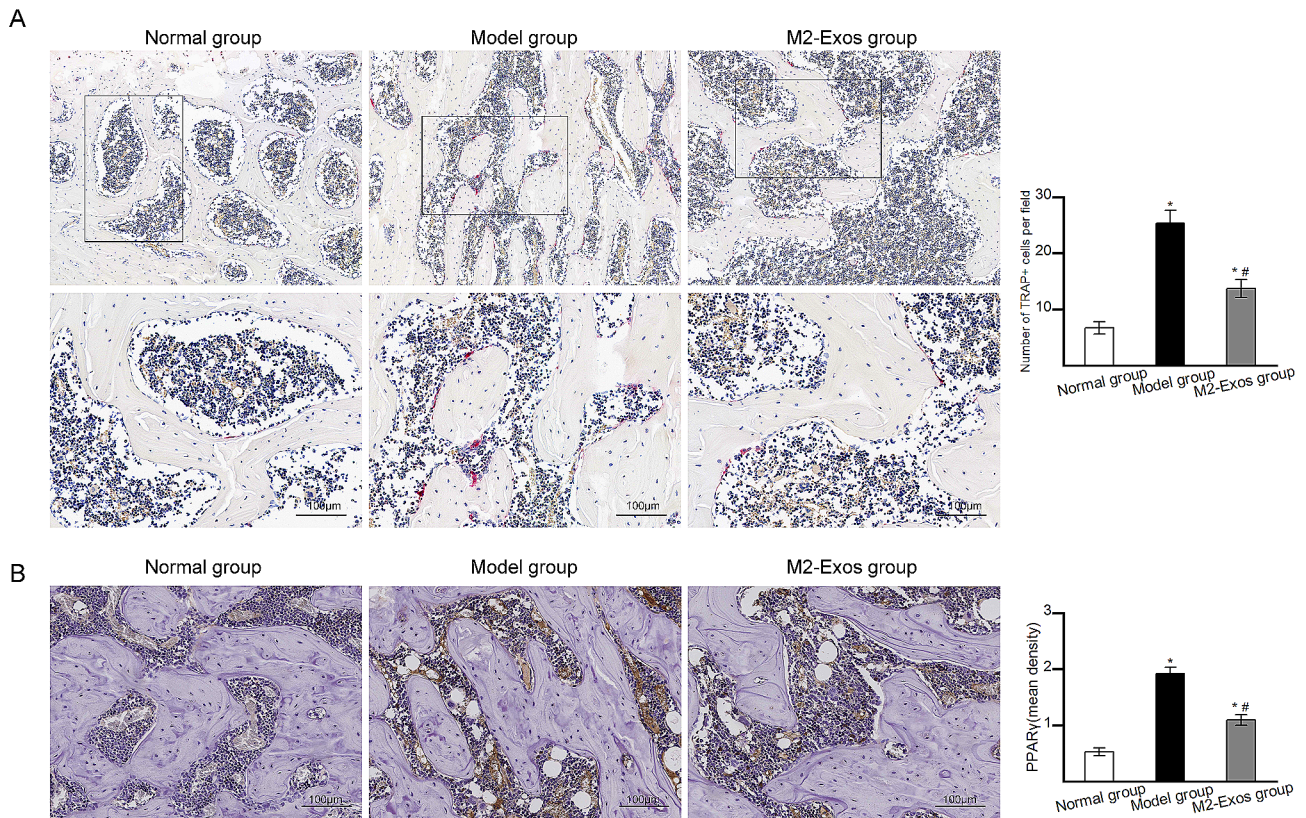 A
Normal group
Model group
M2-Exos group
100μm
100μm
100μm
Number of TRAP+ cells per field
30
20
10
*
* #
Normal group
Model group
M2-Exos group
B
Normal group
Model group
M2-Exos group
100μm
100μm
100μm
PPARγ(mean density)
3
2
1
*
* #
Normal group
Model group
M2-Exos group